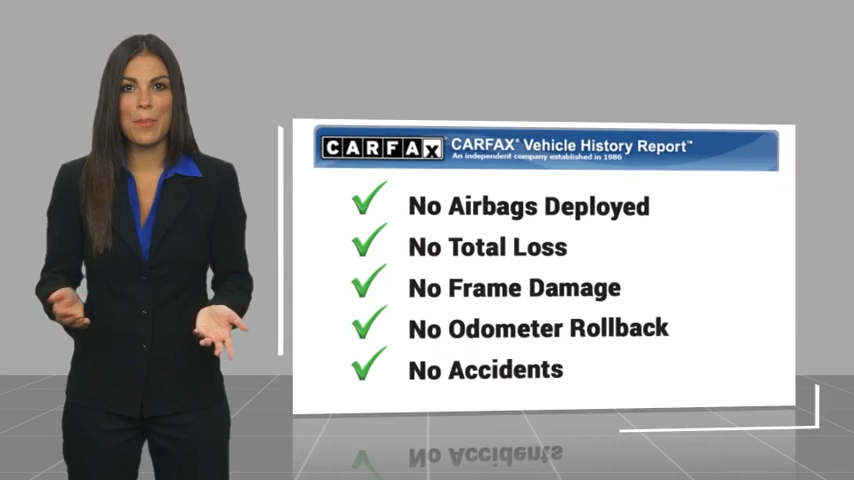 CARFAX
CARFAX® Vehicle History Report™
An independent company established in 1986
No Airbags Deployed
No Total Loss
No Frame Damage
No Odometer Rollback
No Accidents
No Accidents